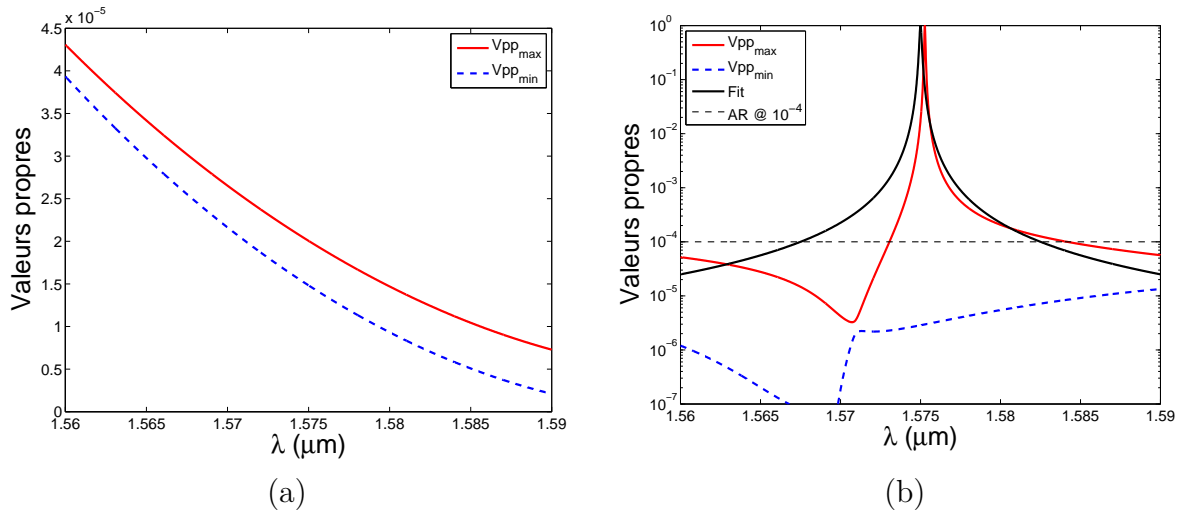 x 10⁻⁵
4.5
4
3.5
3
2.5
2
1.5
1
0.5
0
Valeurs propres
Vpp_max
Vpp_min
1.56 1.565 1.57 1.575 1.58 1.585 1.59
λ (μm)
(a)
10⁰
10⁻¹
10⁻²
10⁻³
10⁻⁴
10⁻⁵
10⁻⁶
10⁻⁷
Valeurs propres
Vpp_max
Vpp_min
Fit
AR @ 10⁻⁴
1.56 1.565 1.57 1.575 1.58 1.585 1.59
λ (μm)
(b)